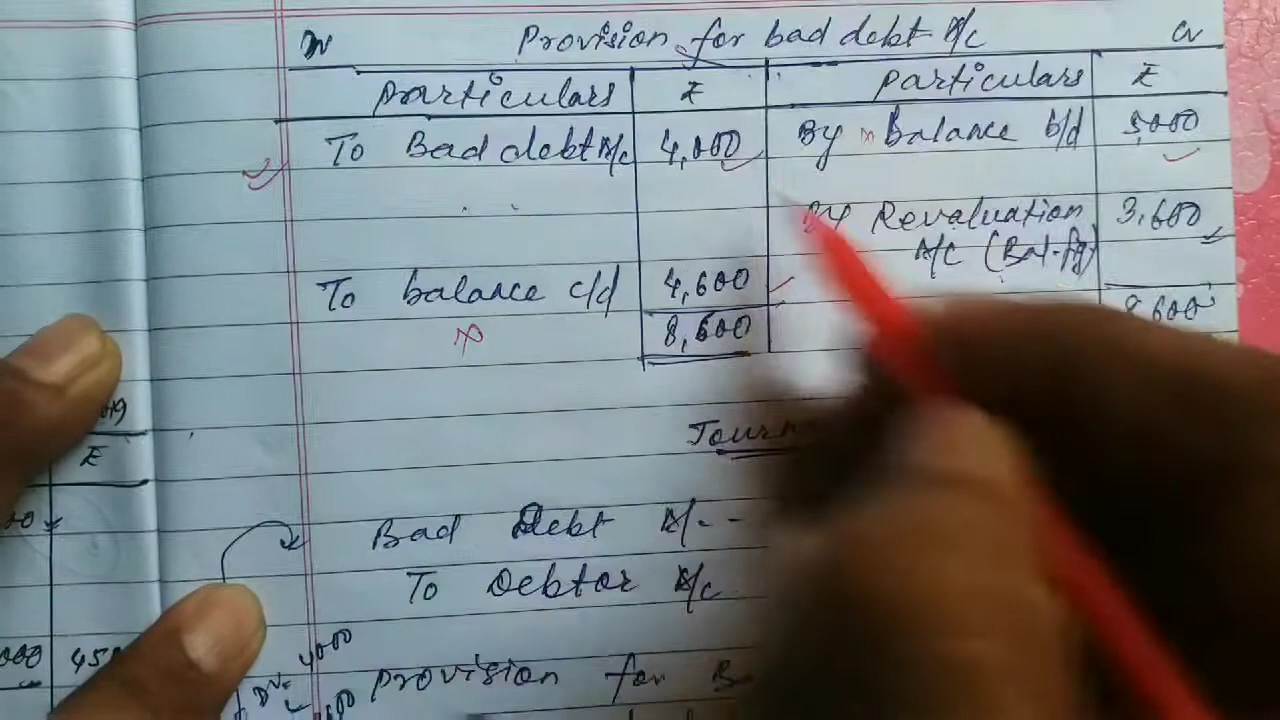 Dr Provision for bad debt A/c Cr
Particulars ₹ Particulars ₹
To Bad debt A/c 4,000 By Balance b/d 5,000
By Revaluation 3,600
A/c (Bal. fig)
To balance c/d 4,600
8,600 8,600
₹
Bad Debt A/c - -
To Debtor A/c
4000
Provision for